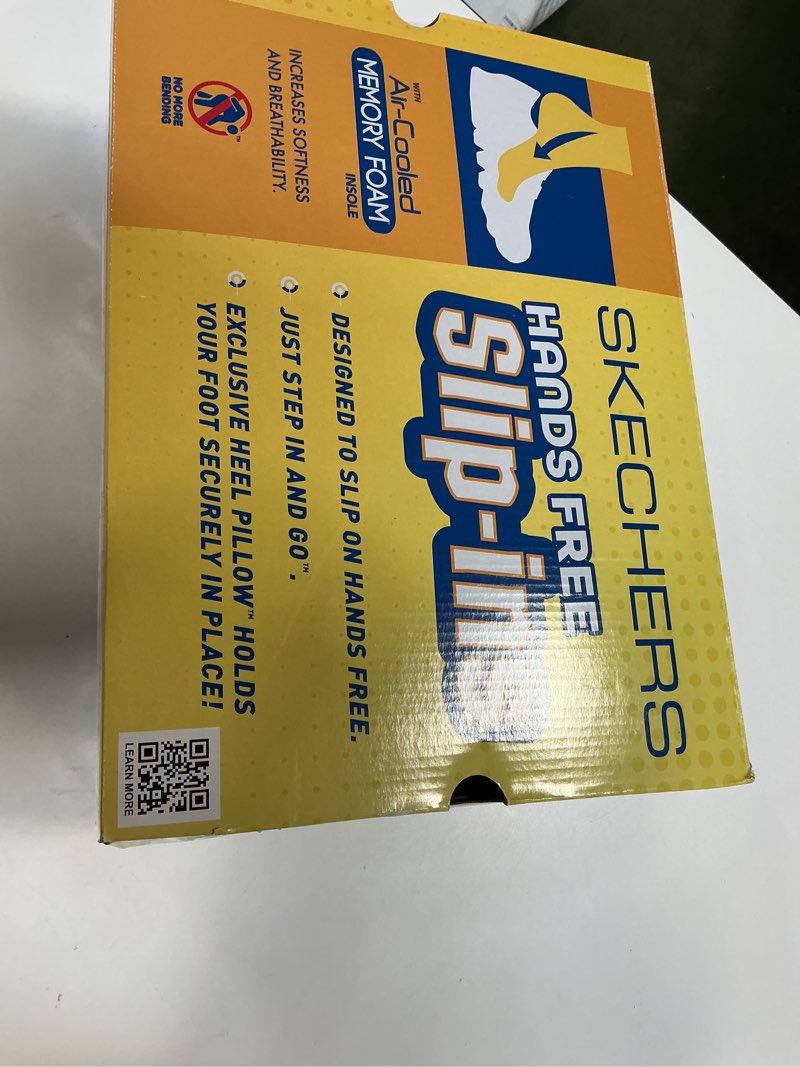 SKECHERS
HANDS FREE
Slip-ins
DESIGNED TO SLIP ON HANDS FREE.
JUST STEP IN AND GO™.
EXCLUSIVE HEEL PILLOW™ HOLDS
YOUR FOOT SECURELY IN PLACE!
WITH
Air-Cooled
MEMORY FOAM
INSOLE
INCREASES SOFTNESS
AND BREATHABILITY.
TM
NO MORE
BENDING
LEARN MORE